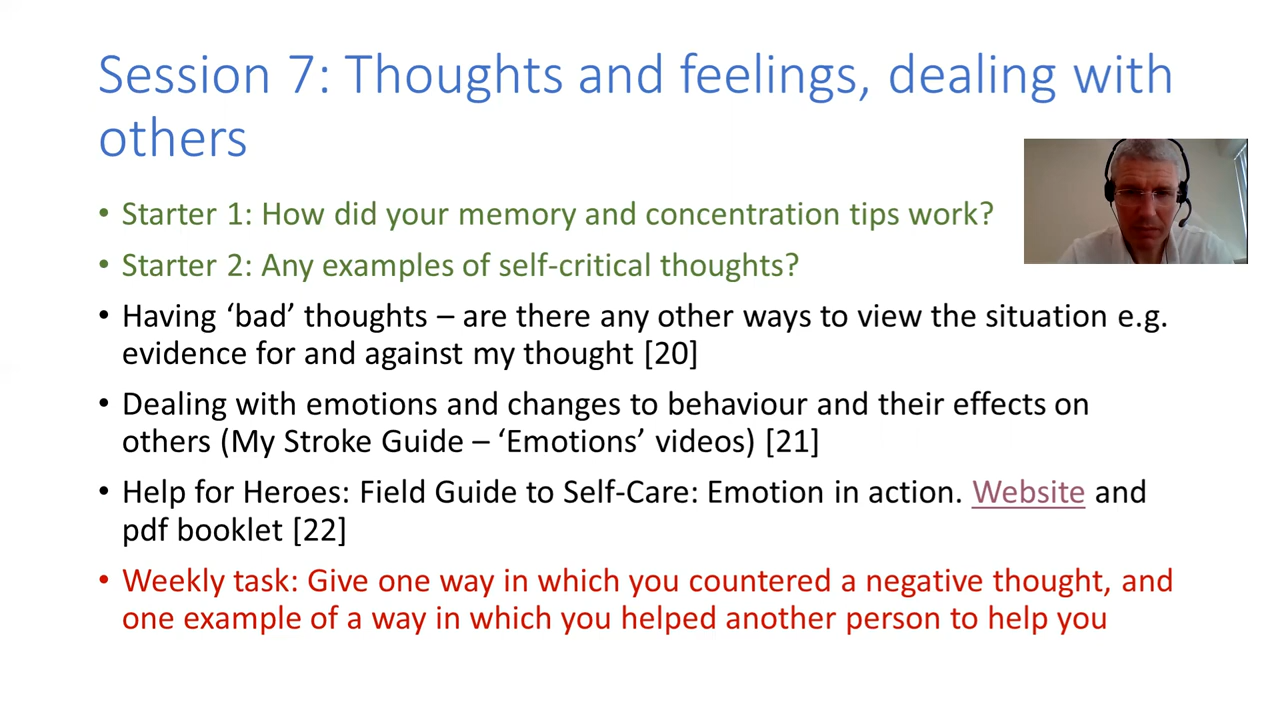 Session 7: Thoughts and feelings, dealing with
others
• Starter 1: How did your memory and concentration tips work?
• Starter 2: Any examples of self-critical thoughts?
• Having ‘bad’ thoughts – are there any other ways to view the situation e.g.
evidence for and against my thought [20]
• Dealing with emotions and changes to behaviour and their effects on
others (My Stroke Guide – ‘Emotions’ videos) [21]
• Help for Heroes: Field Guide to Self-Care: Emotion in action. Website and
pdf booklet [22]
• Weekly task: Give one way in which you countered a negative thought, and
one example of a way in which you helped another person to help you